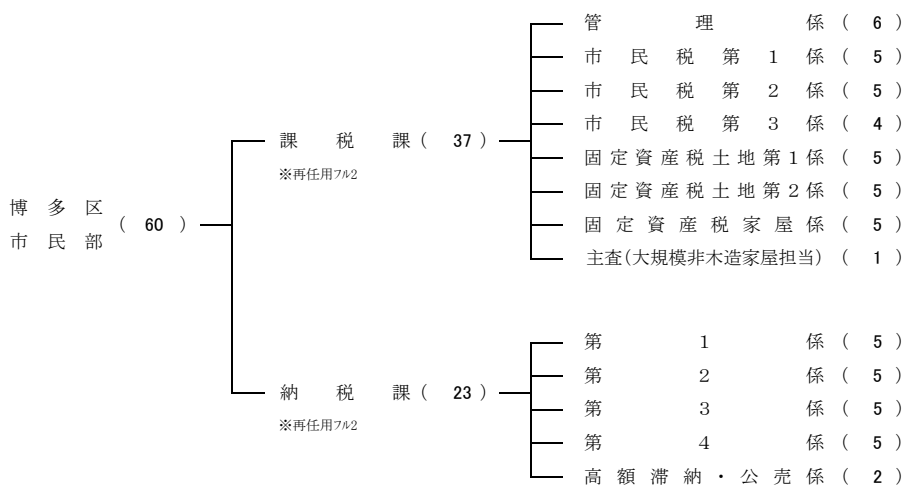 管理係(6)
市民税第1係(5)
市民税第2係(5)
市民税第3係(4)
課税課(37)
※再任用フル2
固定資産税土地第1係(5)
固定資産税土地第2係(5)
固定資産税家屋係(5)
主査(大規模非木造家屋担当)(1)
博多区
市民部
(60)
第1係(5)
第2係(5)
納税課(23)
※再任用フル2
第3係(5)
第4係(5)
高額滞納・公売係(2)